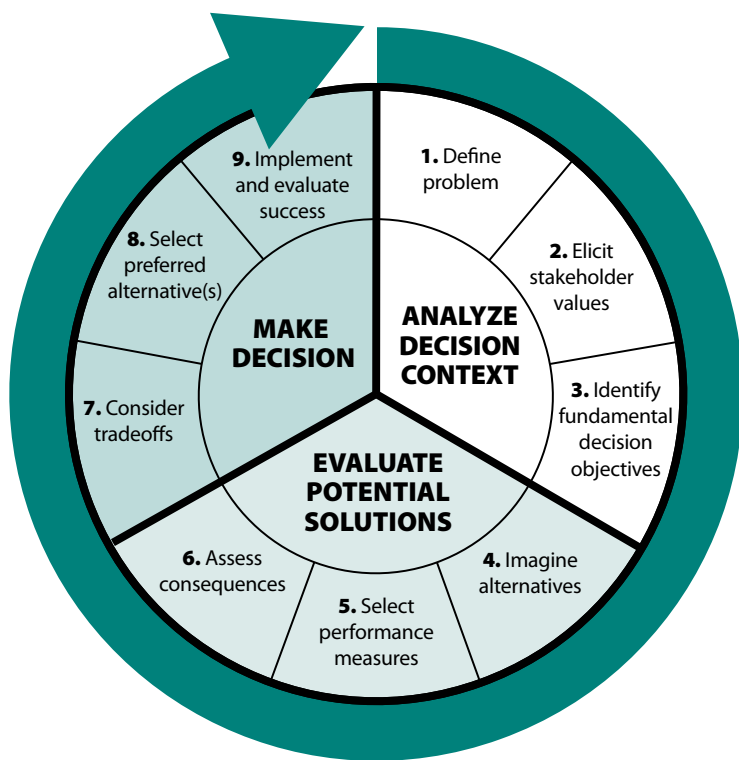 1. Define
problem
2. Elicit
stakeholder
values
3. Identify
fundamental
decision
objectives
ANALYZE
DECISION
CONTEXT
4. Imagine
alternatives
5. Select
performance
measures
6. Assess
consequences
EVALUATE
POTENTIAL
SOLUTIONS
7. Consider
tradeoffs
8. Select
preferred
alternative(s)
9. Implement
and evaluate
success
MAKE
DECISION